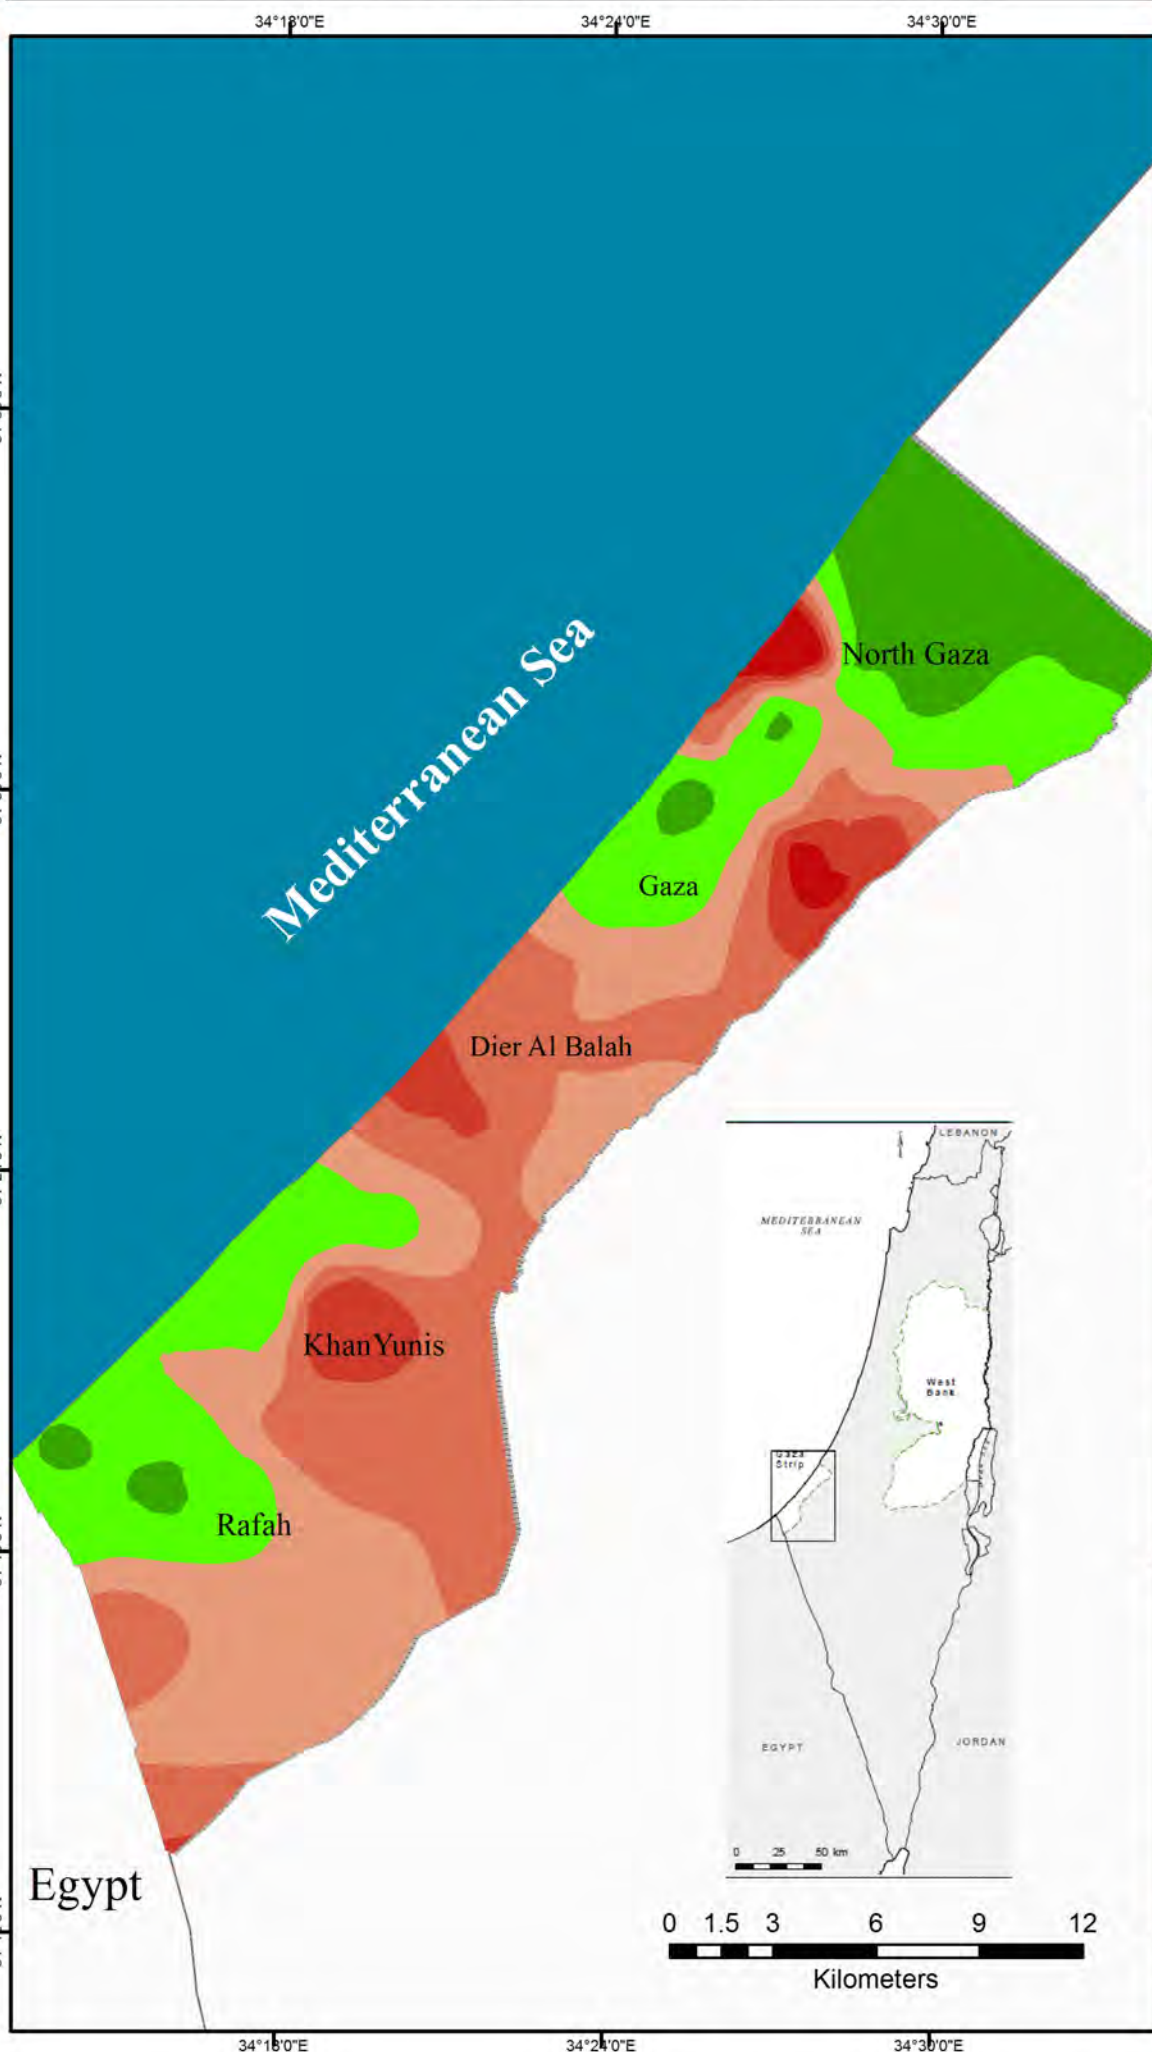 34°18'0"E
34°24'0"E
34°30'0"E
Mediterranean Sea
North Gaza
Gaza
Dier Al Balah
KhanYunis
Rafah
Egypt
LEBANON
MEDITERRANEAN
SEA
West
Bank
Gaza
Strip
EGYPT
JORDAN
0 25 50 km
0 1.5 3 6 9 12
Kilometers
34°18'0"E
34°24'0"E
34°30'0"E